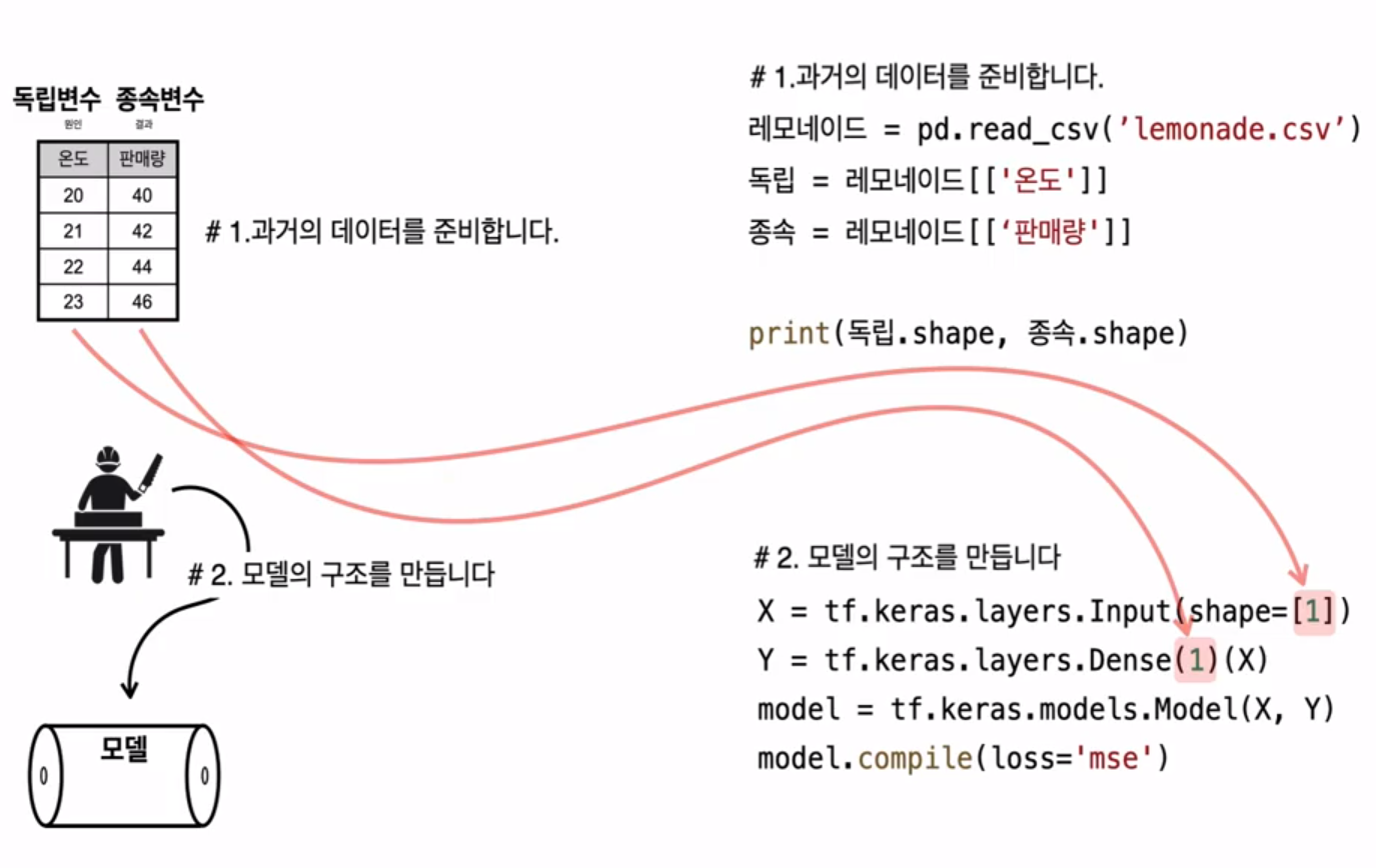 독립변수 종속변수
원인 결과
온도 판매량
20 40
21 42
22 44
23 46
# 1.과거의 데이터를 준비합니다.
# 2. 모델의 구조를 만듭니다
모델
# 1.과거의 데이터를 준비합니다.
레모네이드 = pd.read_csv(’lemonade.csv’)
독립 = 레모네이드[['온도']]
종속 = 레모네이드[[‘판매량']]
print(독립.shape, 종속.shape)
# 2. 모델의 구조를 만듭니다
X = tf.keras.layers.Input(shape=[1])
Y = tf.keras.layers.Dense(1)(X)
model = tf.keras.models.Model(X, Y)
model.compile(loss='mse')